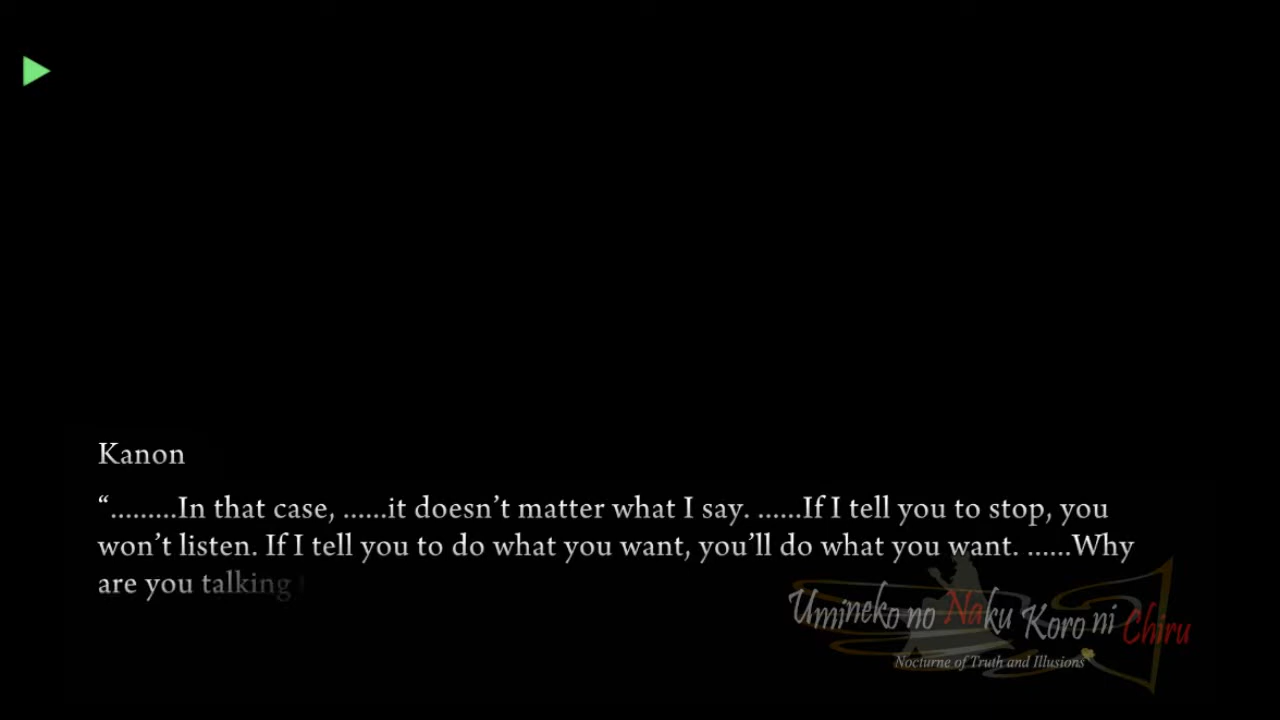 Kanon
“.........In that case, ......it doesn’t matter what I say. ......If I tell you to stop, you
won’t listen. If I tell you to do what you want, you’ll do what you want. ......Why
are you talking
Umineko no Naku Koro ni Chiru
Nocturne of Truth and Illusions